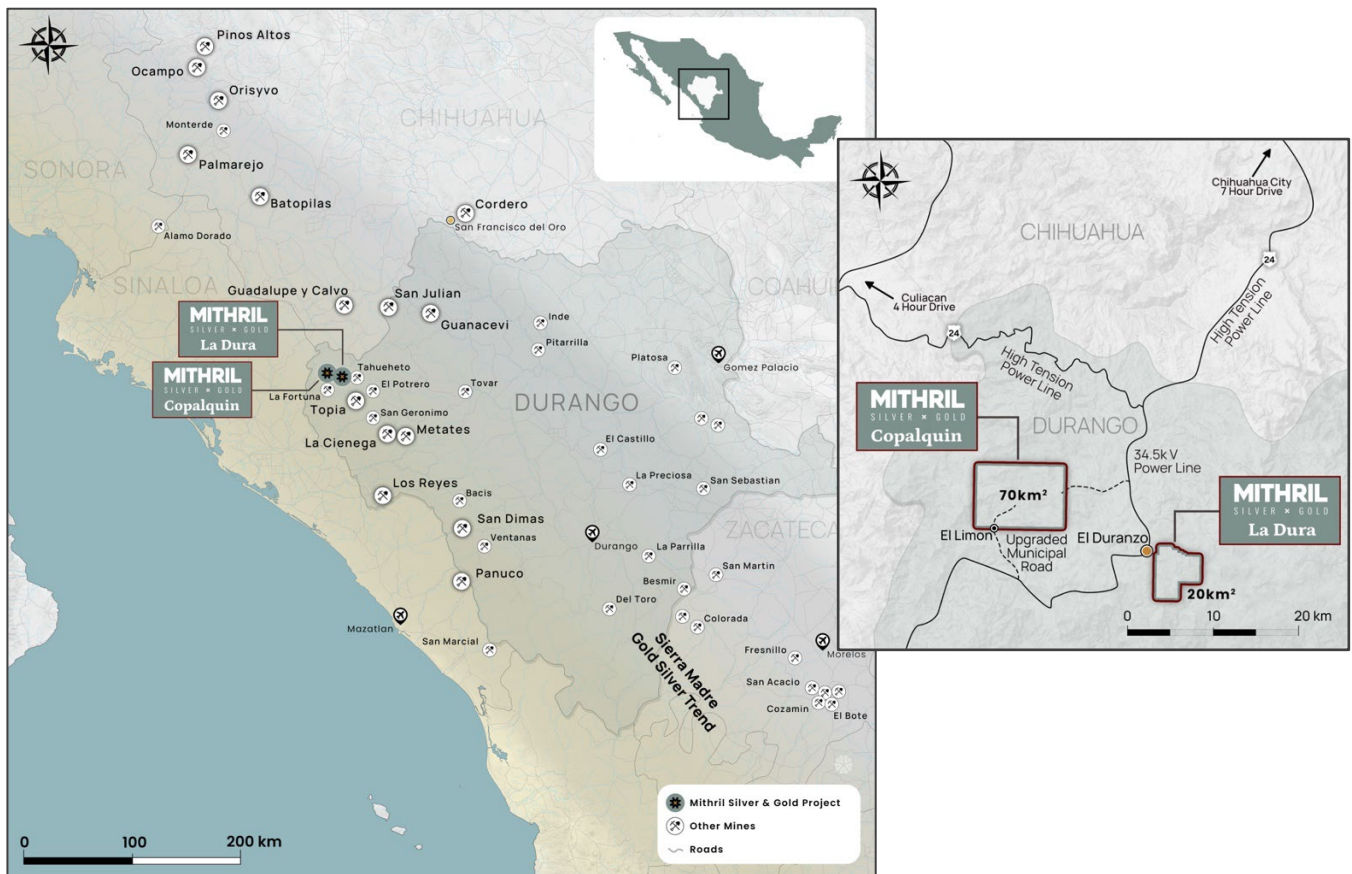 Pinos Altos
Ocampo
Orisyvo
CHIHUAHUA
Monterde
SONORA
Palmarejo
Batopilas
Cordero
San Francisco del Oro
Alamo Dorado
SINALOA
COAHUI
Guadalupe y Calvo
San Julian
Guanacevi
Inde
Pitarrilla
MITHRIL
SILVER × GOLD
La Dura
Platosa
Gomez Palacio
Tahueheto
MITHRIL
SILVER × GOLD
Copalquin
La Fortuna
El Potrero
Tovar
DURANGO
Topia
San Geronimo
La Cienega
Metates
El Castillo
La Preciosa
San Sebastian
Los Reyes
Bacis
San Dimas
Ventanas
ZACATECA
Durango
La Parrilla
San Martin
Panuco
Besmir
Del Toro
Colorada
Mazatlan
San Marcial
Sierra Madre
Gold Silver Trend
Fresnillo
Morelos
San Acacio
Cozamin
El Bote
Mithril Silver & Gold Project
Other Mines
Roads
0 100 200 km
Chihuahua City
7 Hour Drive
CHIHUAHUA
24
Culiacan
4 Hour Drive
High Tension
Power Line
24
High Tension
Power Line
MITHRIL
SILVER × GOLD
Copalquin
DURANGO
34.5k V
Power Line
70km²
MITHRIL
SILVER × GOLD
La Dura
El Limon
Upgraded
Municipal
Road
El Duranzo
20km²
0 10 20 km